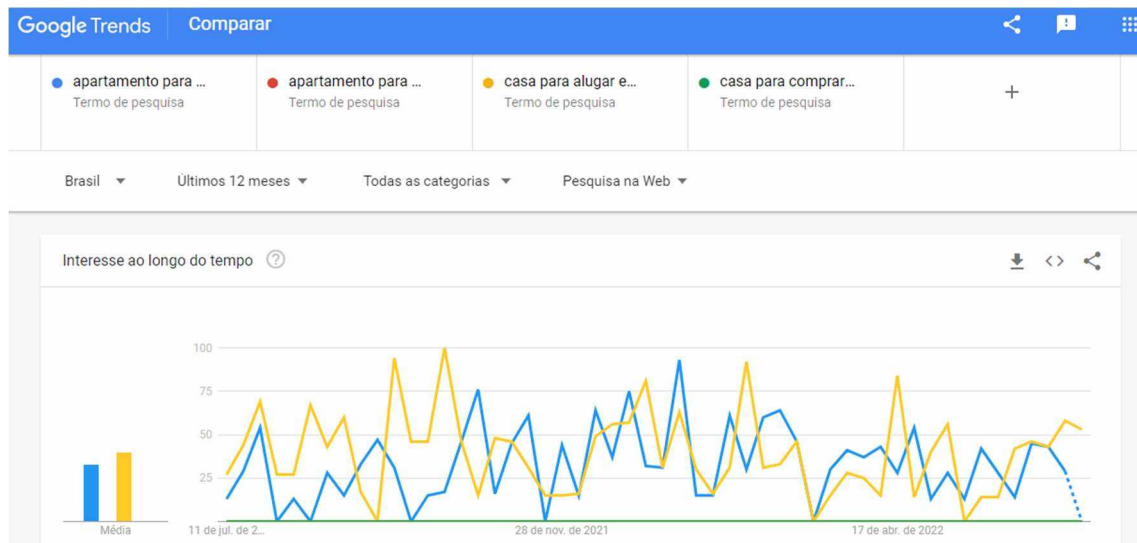 Google Trends Comparar
apartamento para ...
Termo de pesquisa
apartamento para ...
Termo de pesquisa
casa para alugar e...
Termo de pesquisa
casa para comprar...
Termo de pesquisa
+
Brasil
Últimos 12 meses
Todas as categorias
Pesquisa na Web
Interesse ao longo do tempo ?
100
75
50
25
Média
11 de jul. de 2...
28 de nov. de 2021
17 de abr. de 2022